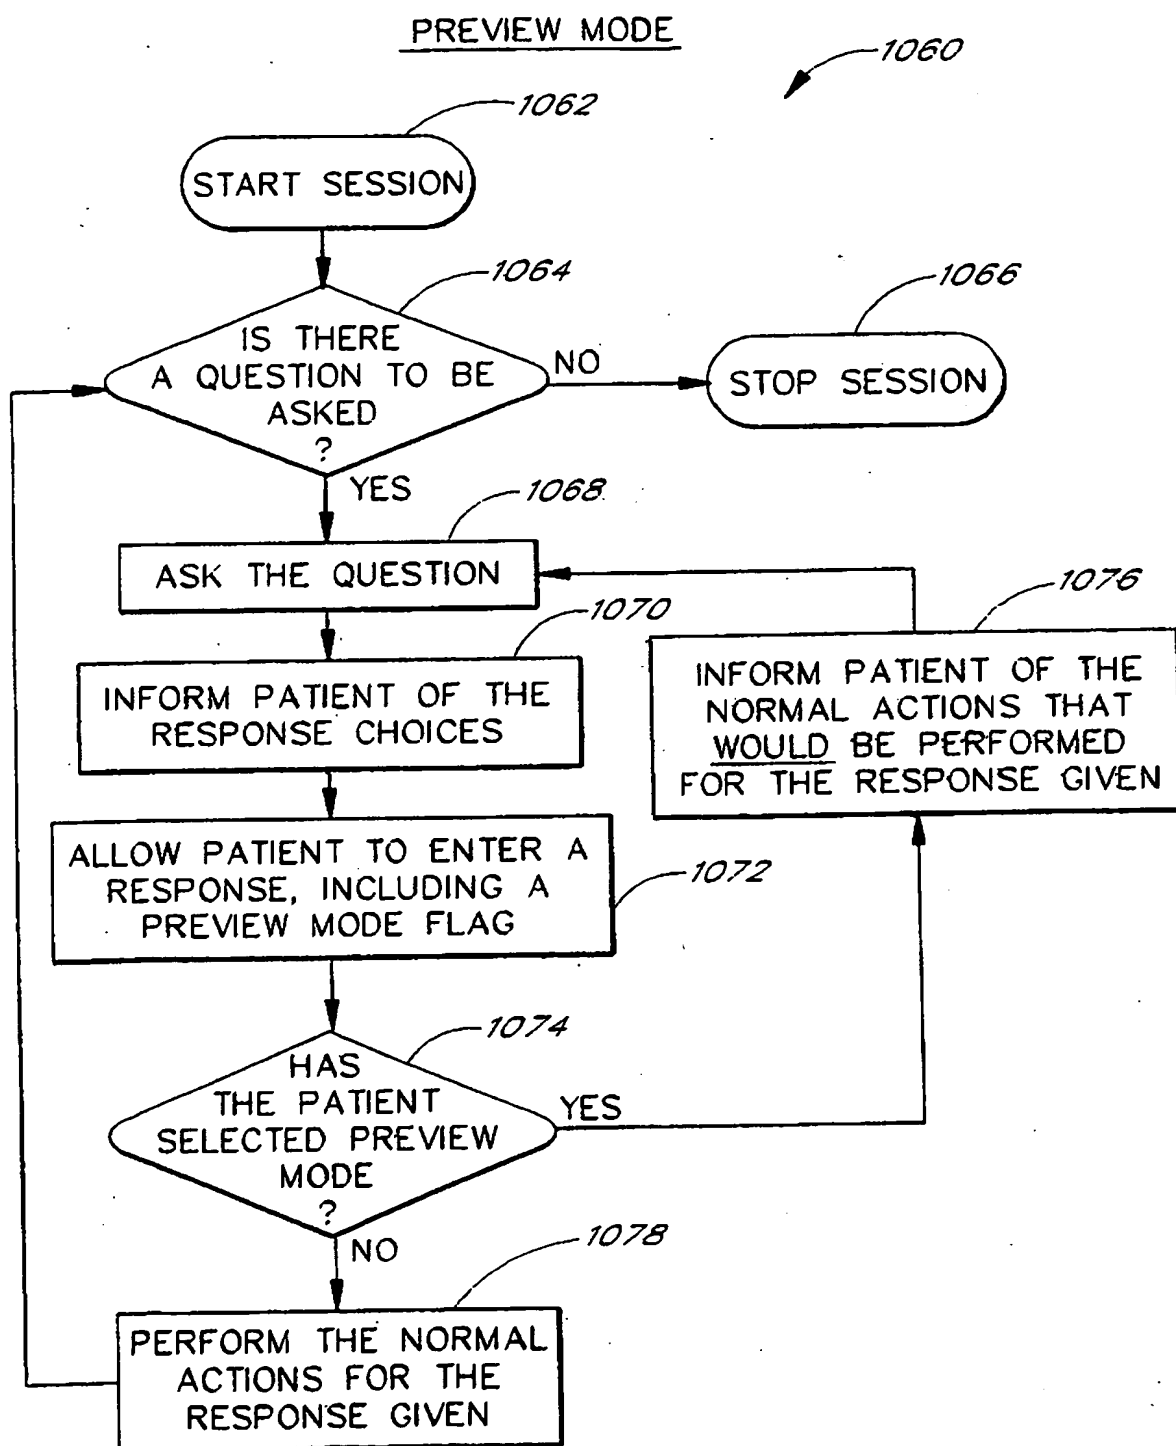 PREVIEW MODE
1060
1062
START SESSION
1064
IS THERE
A QUESTION TO BE
ASKED
?
NO
1066
STOP SESSION
YES
1068
ASK THE QUESTION
1070
INFORM PATIENT OF THE
RESPONSE CHOICES
1076
INFORM PATIENT OF THE
NORMAL ACTIONS THAT
WOULD BE PERFORMED
FOR THE RESPONSE GIVEN
ALLOW PATIENT TO ENTER A
RESPONSE, INCLUDING A
PREVIEW MODE FLAG
1072
1074
HAS
THE PATIENT
SELECTED PREVIEW
MODE
?
YES
NO
1078
PERFORM THE NORMAL
ACTIONS FOR THE
RESPONSE GIVEN